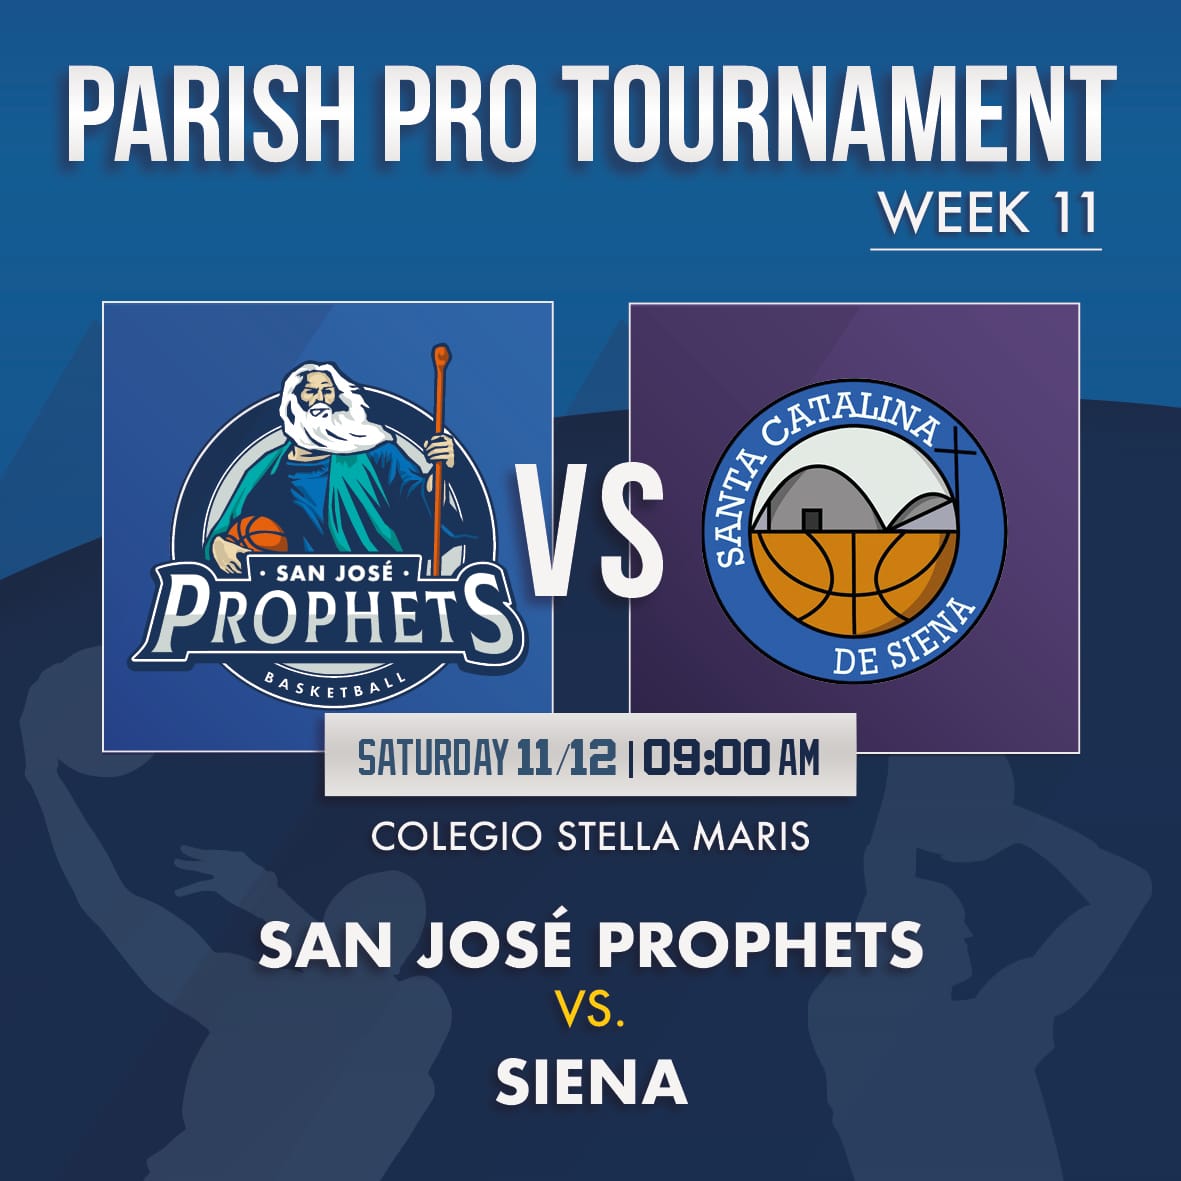 PARISH PRO TOURNAMENT
WEEK 11
· SAN JOSÉ ·
PROPHETS
BASKETBALL
VS
SANTA CATALINA
DE SIENA
SATURDAY 11/12 | 09:00 AM
COLEGIO STELLA MARIS
SAN JOSÉ PROPHETS
VS.
SIENA